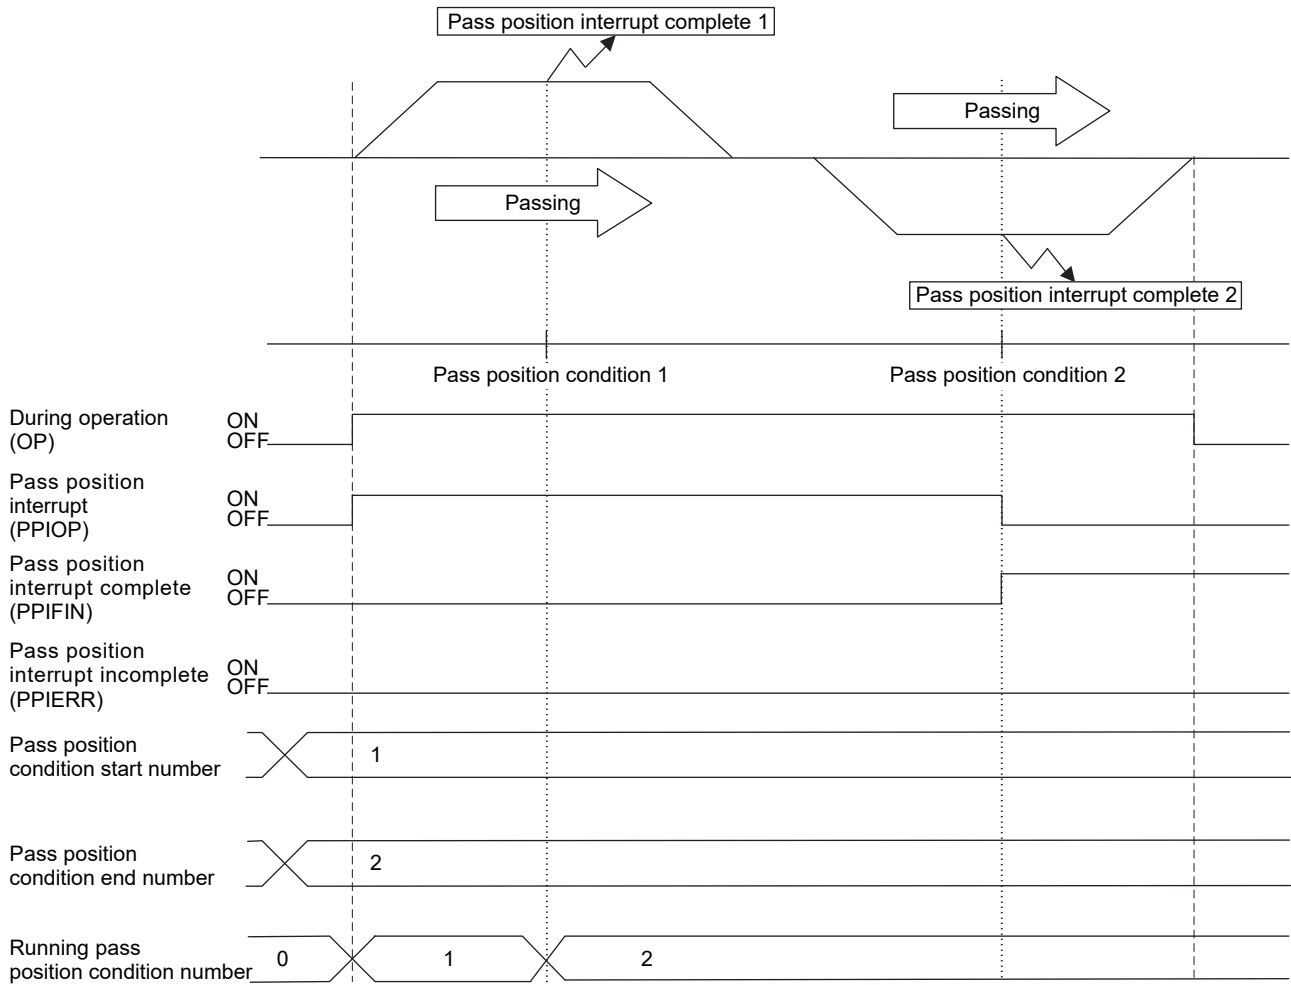 Pass position interrupt complete 1
Passing
Passing
Pass position interrupt complete 2
Pass position condition 1
Pass position condition 2
During operation
(OP)
ON
OFF
Pass position
interrupt
(PPIOP)
ON
OFF
Pass position
interrupt complete
(PPIFIN)
ON
OFF
Pass position
interrupt incomplete
(PPIERR)
ON
OFF
Pass position
condition start number
1
Pass position
condition end number
2
Running pass
position condition number
0
1
2